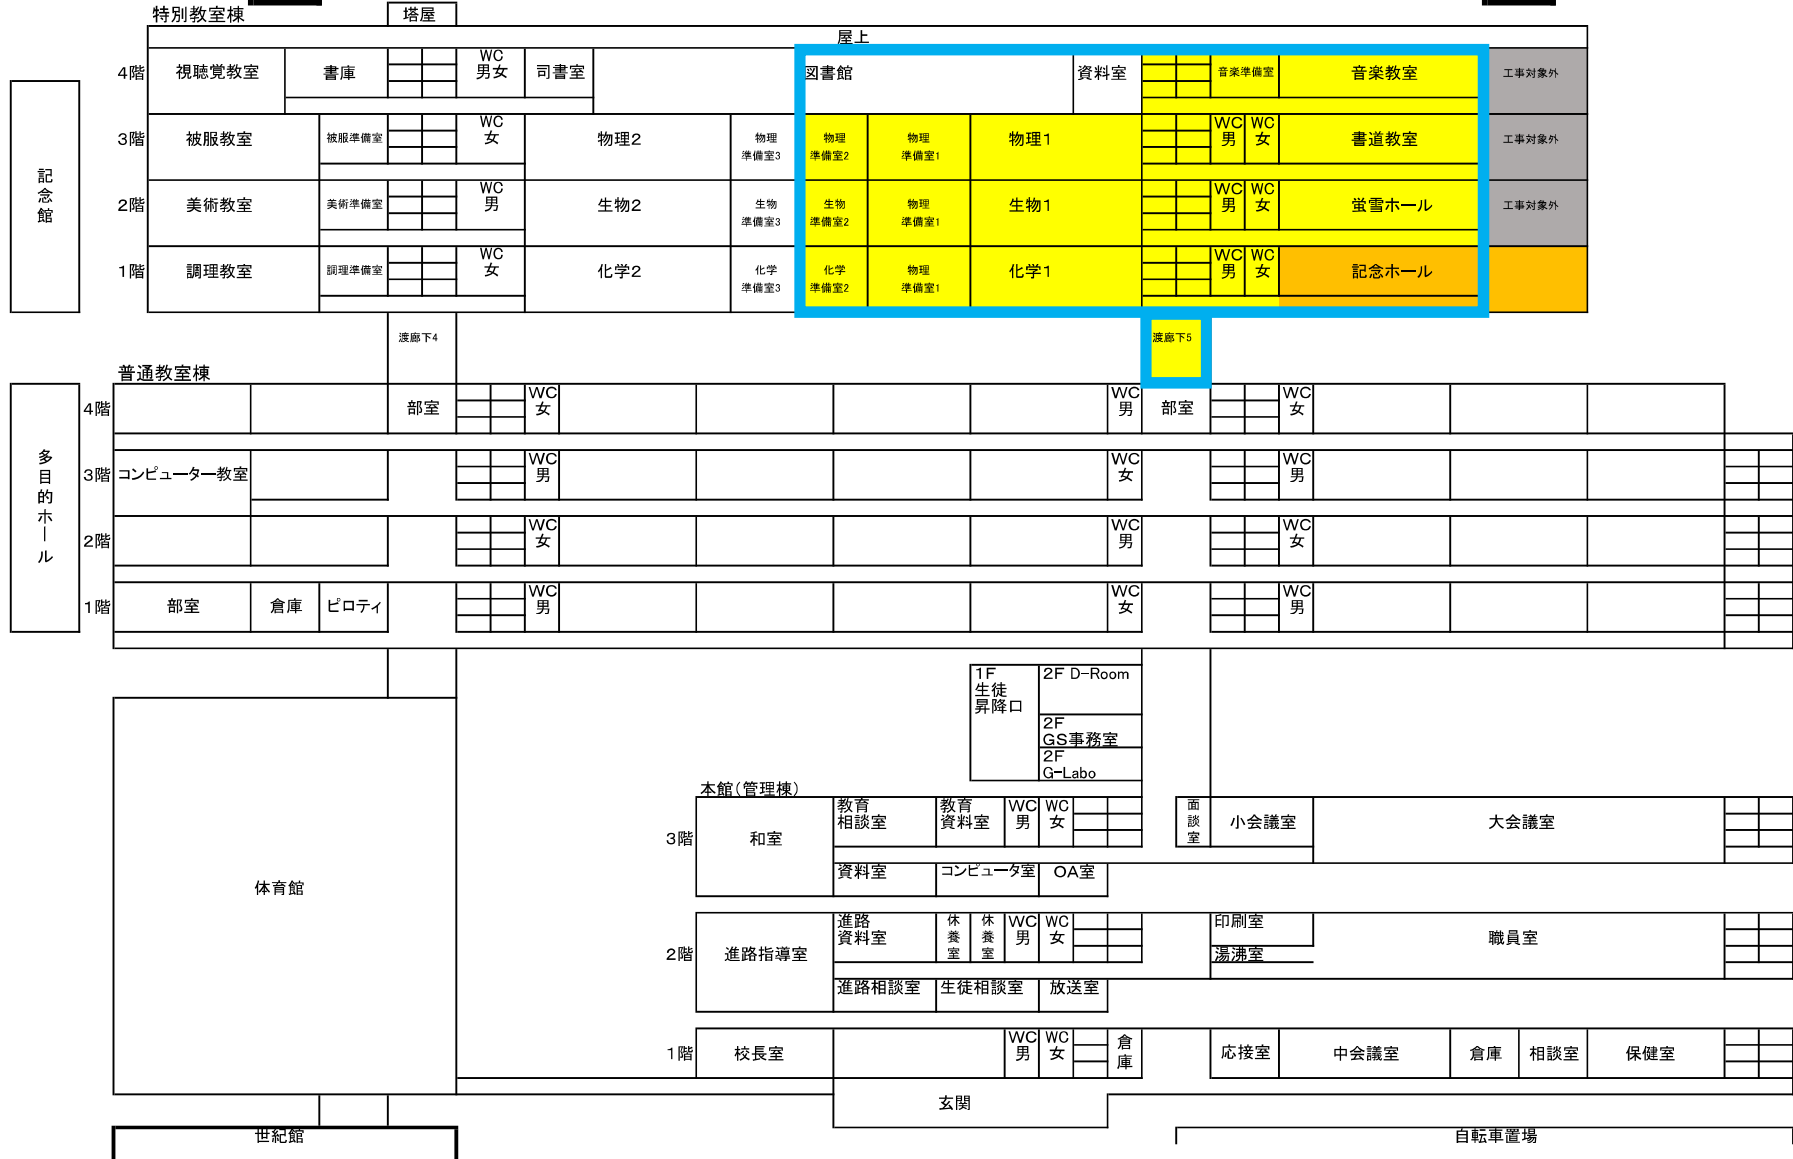 特別教室棟
塔屋
屋上
4階
視聴覚教室
書庫
WC
男女
司書室
図書館
資料室
音楽準備室
音楽教室
工事対象外
3階
被服教室
被服準備室
WC
女
物理2
物理
準備室3
物理
準備室2
物理
準備室1
物理1
WC
男
WC
女
書道教室
工事対象外
2階
美術教室
美術準備室
WC
男
生物2
生物
準備室3
生物
準備室2
物理
準備室1
生物1
WC
男
WC
女
蛍雪ホール
工事対象外
1階
調理教室
調理準備室
WC
女
化学2
化学
準備室3
化学
準備室2
物理
準備室1
化学1
WC
男
WC
女
記念ホール
記念館
渡廊下4
渡廊下5
普通教室棟
多目的ホール
4階
部室
WC
女
WC
男
部室
WC
女
3階
コンピューター教室
WC
男
WC
女
WC
男
2階
WC
女
WC
男
WC
女
1階
部室
倉庫
ピロティ
WC
男
WC
女
WC
男
1F
生徒
昇降口
2F D-Room
2F
GS事務室
2F
G-Labo
本館(管理棟)
3階
和室
教育
相談室
教育
資料室
WC
男
WC
女
面談室
小会議室
大会議室
資料室
コンピュータ室
OA室
体育館
2階
進路指導室
進路
資料室
休養室
休養室
WC
男
WC
女
印刷室
湯沸室
職員室
進路相談室
生徒相談室
放送室
1階
校長室
WC
男
WC
女
倉庫
応接室
中会議室
倉庫
相談室
保健室
玄関
世紀館
自転車置場